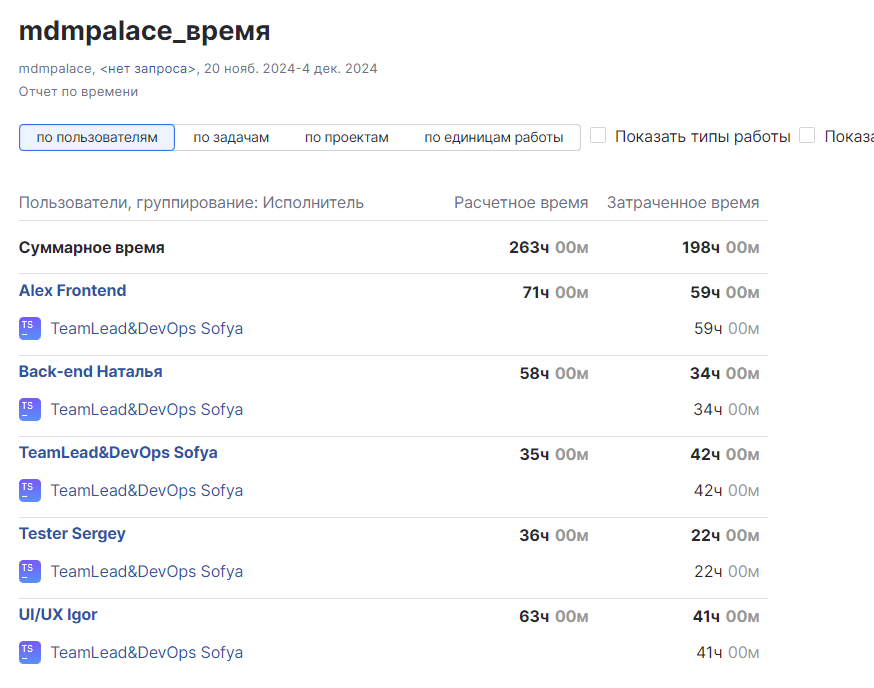 mdmpalace_время
mdmpalace, <нет запроса>, 20 нояб. 2024-4 дек. 2024
Отчет по времени
по пользователям по задачам по проектам по единицам работы Показать типы работы Показа
Пользователи, группирование: Исполнитель Расчетное время Затраченное время
Суммарное время 263ч 00м 198ч 00м
Alex Frontend 71ч 00м 59ч 00м
TS TeamLead&DevOps Sofya 59ч 00м
Back-end Наталья 58ч 00м 34ч 00м
TS TeamLead&DevOps Sofya 34ч 00м
TeamLead&DevOps Sofya 35ч 00м 42ч 00м
TS TeamLead&DevOps Sofya 42ч 00м
Tester Sergey 36ч 00м 22ч 00м
TS TeamLead&DevOps Sofya 22ч 00м
UI/UX Igor 63ч 00м 41ч 00м
TS TeamLead&DevOps Sofya 41ч 00м